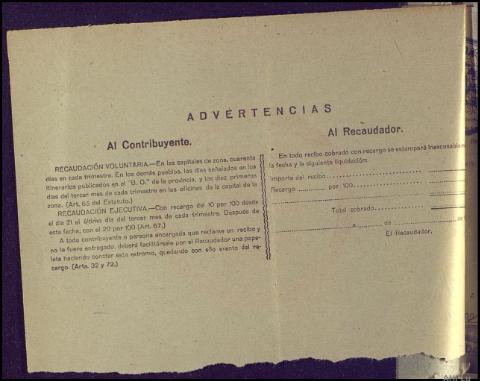 ADVERTENCIAS
Al Contribuyente.
RECAUDACIÓN VOLUNTARIA.—En las capitales de zona, cuarenta
días en cada trimestre. En los demás pueblos, los días señalados en los
itinerarios publicados en el "B. O." de la provincia, y los diez primeros
días del tercer mes de cada trimestre en las oficinas de la capital de la
zona. (Art. 65 del Estatuto.)
RECAUDACIÓN EJECUTIVA.—Con recargo del 10 por 100 desde
el día 21 al último día del tercer mes de cada trimestre. Después de
esta fecha, con el 20 por 100 (Art. 67.)
A todo contribuyente o persona encargada que reclame un recibo y
no le fuere entregado, deberá facilitársele por el Recaudador una pape-
leta haciendo constar este extremo, quedando con ello exento del re-
cargo (Arts. 32 y 72.)
Al Recaudador.
En todo recibo cobrado con recargo se estampará inexcusablem
la fecha y la siguiente liquidación:
Importe del recibo
Recargo por 100.
Total cobrado
a de de
El Recaudador,